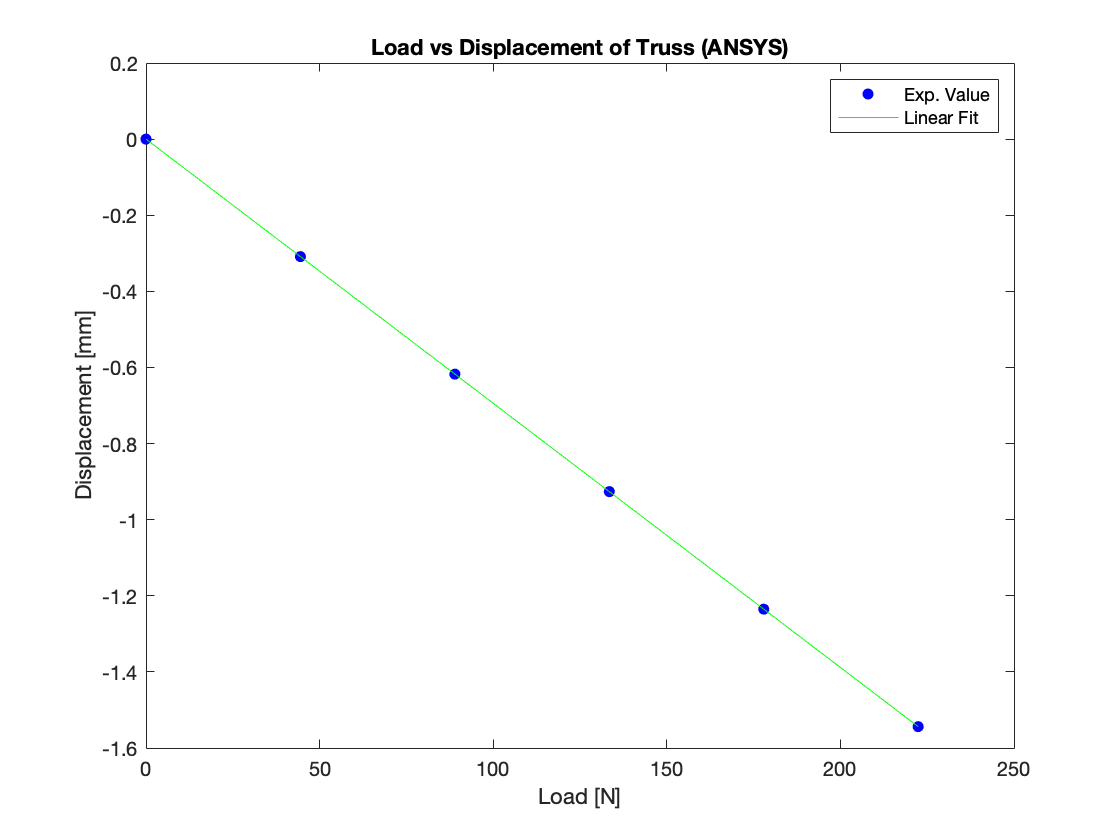 Load vs Displacement of Truss (ANSYS)
Exp. Value
Linear Fit
0.2
0
-0.2
-0.4
-0.6
-0.8
-1
-1.2
-1.4
-1.6
Displacement [mm]
0 50 100 150 200 250
Load [N]